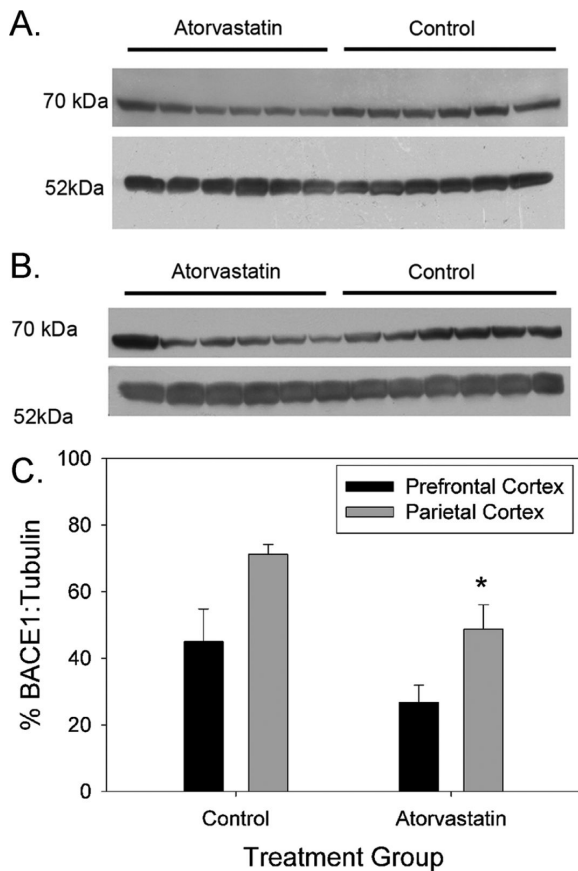 A.
Atorvastatin Control
70 kDa
52kDa
B.
Atorvastatin Control
70 kDa
52kDa
C.
100
80
60
40
20
0
% BACE1:Tubulin
Prefrontal Cortex
Parietal Cortex
*
Control Atorvastatin
Treatment Group